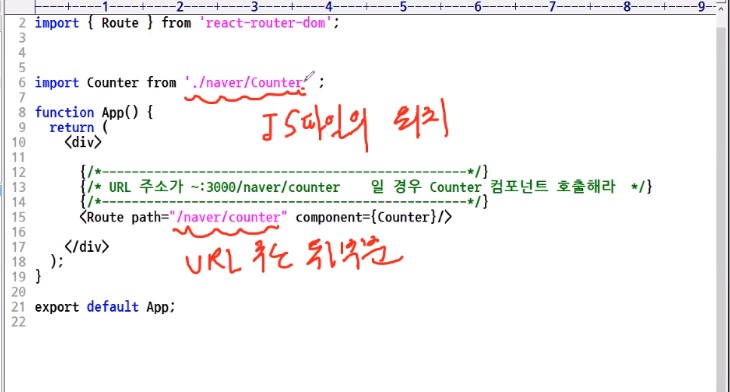 ----+----1----+----2----+----3----+----4----+----5----+----6----+----7----+----8----+----9--
2 import { Route } from 'react-router-dom';
3
4
5
6 import Counter from './naver/Counter';
7
JS파일의 위치
8 function App() {
9 return (
10 <div>
11
12 {/*-------------------------------------------------*/}
13 {/* URL 주소가 ~:3000/naver/counter 일 경우 Counter 컴포넌트 호출해라 */}
14 {/*-------------------------------------------------*/}
15 <Route path="/naver/counter" component={Counter}/>
16
URL 주소 뒷부분
17 </div>
18 );
19 }
20
21 export default App;
22